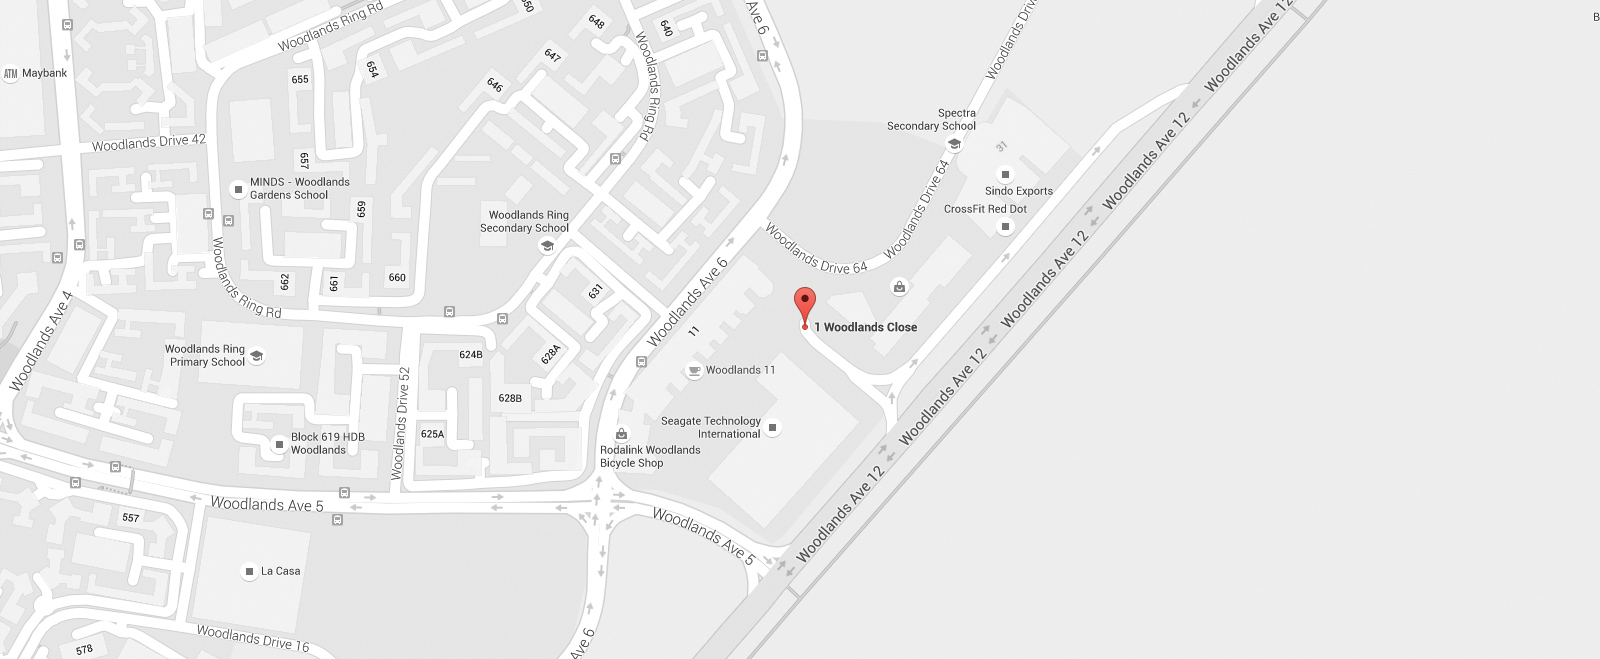 Woodlands Ring Rd
650
648
640
Ave 6
Woodlands Ave 12
B
ATM Maybank
655
654
647
646
Woodlands Ring Rd
Woodlands Drive
Spectra
Secondary School
Woodlands Drive 42
657
MINDS - Woodlands
Gardens School
659
31
Sindo Exports
CrossFit Red Dot
Woodlands Ave 12
Woodlands Ring
Secondary School
Woodlands Drive 64
Woodlands Drive 64
Woodlands Ring Rd
662
661
660
631
Woodlands Ave 6
Woodlands Ave 12
Woodlands Ave 4
11
1 Woodlands Close
Woodlands Ring
Primary School
624B
628A
Woodlands 11
Woodlands Ave 12
628B
Woodlands Drive 52
625A
Seagate Technology
International
Block 619 HDB
Woodlands
Rodalink Woodlands
Bicycle Shop
Woodlands Ave 12
Woodlands Ave 5
557
Woodlands Ave 5
La Casa
Woodlands Drive 16
578
Ave 6